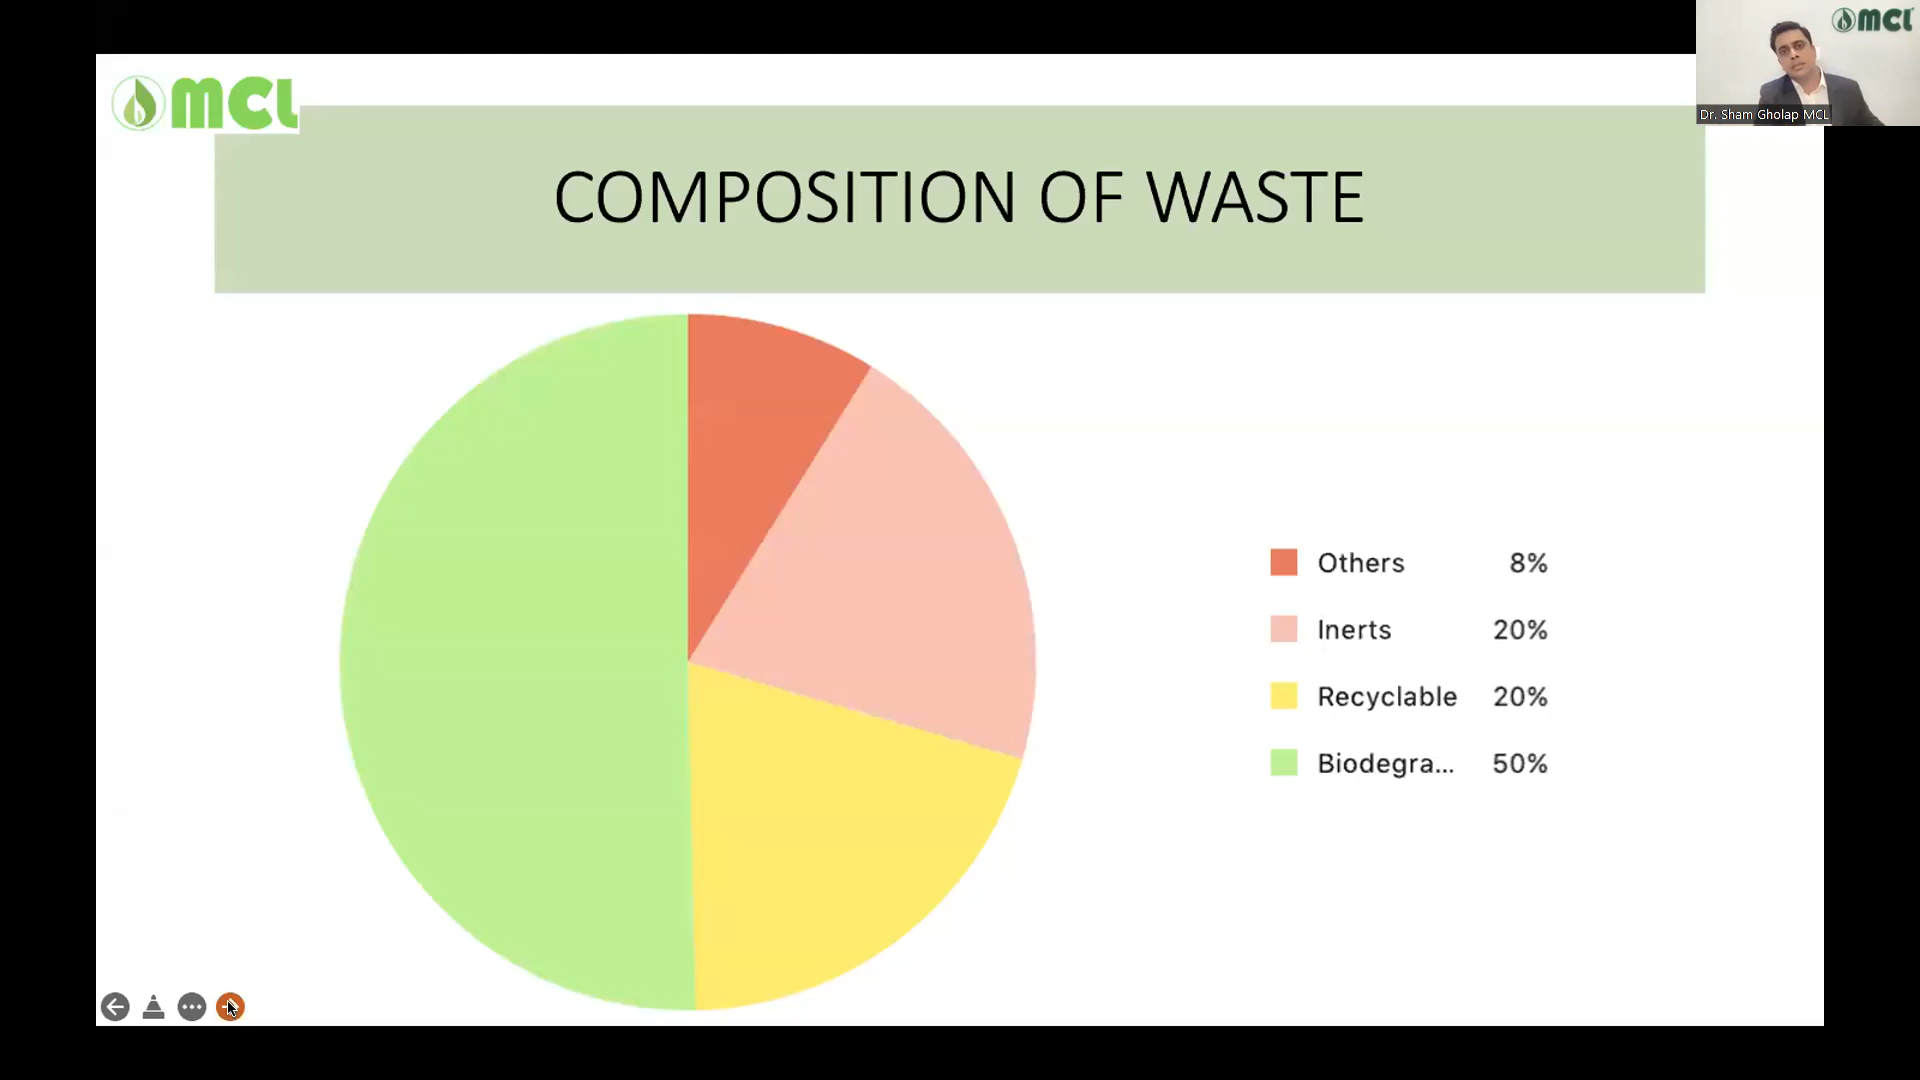 MCL
MCL
Dr. Sham Gholap MCL
COMPOSITION OF WASTE
Others 8%
Inerts 20%
Recyclable 20%
Biodegra... 50%